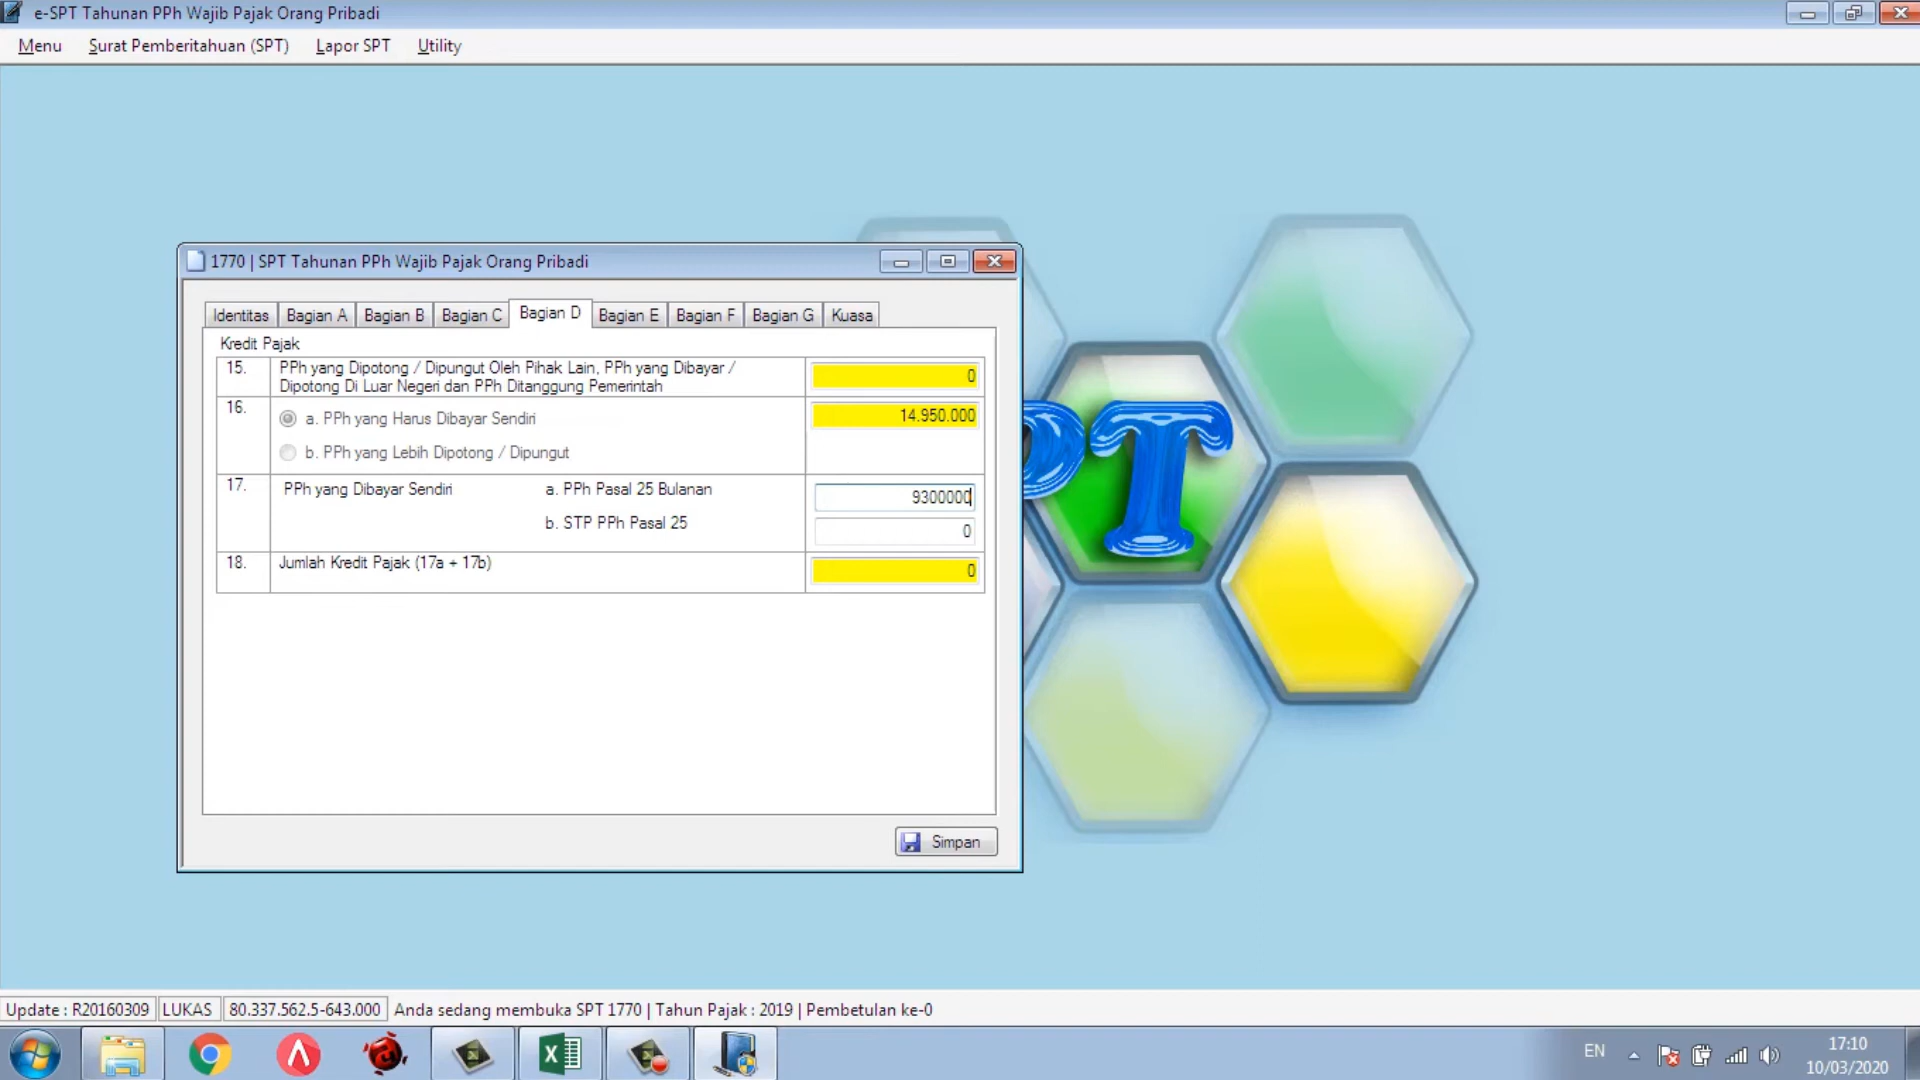 e-SPT Tahunan PPh Wajib Pajak Orang Pribadi
Menu Surat Pemberitahuan (SPT) Lapor SPT Utility
1770 | SPT Tahunan PPh Wajib Pajak Orang Pribadi
Identitas Bagian A Bagian B Bagian C Bagian D Bagian E Bagian F Bagian G Kuasa
Kredit Pajak
15. PPh yang Dipotong / Dipungut Oleh Pihak Lain, PPh yang Dibayar / 0
Dipotong Di Luar Negeri dan PPh Ditanggung Pemerintah
16. a. PPh yang Harus Dibayar Sendiri 14.950.000
b. PPh yang Lebih Dipotong / Dipungut
17. PPh yang Dibayar Sendiri a. PPh Pasal 25 Bulanan 9300000
b. STP PPh Pasal 25 0
18. Jumlah Kredit Pajak (17a + 17b) 0
Simpan
PT
Update : R20160309 LUKAS 80.337.562.5-643.000 Anda sedang membuka SPT 1770 | Tahun Pajak : 2019 | Pembetulan ke-0
EN 17:10
10/03/2020